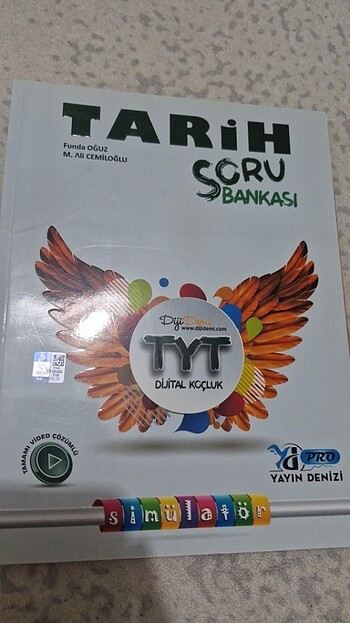 TARİH
Funda OĞUZ
M. Ali CEMİLOĞLU
SORU
BANKASI
DijiDemi
www.dijidemi.com
TYT
DİJİTAL KOÇLUK
TAMAMI VİDEO ÇÖZÜMLÜ
PRO
YAYIN DENİZİ
simülatör